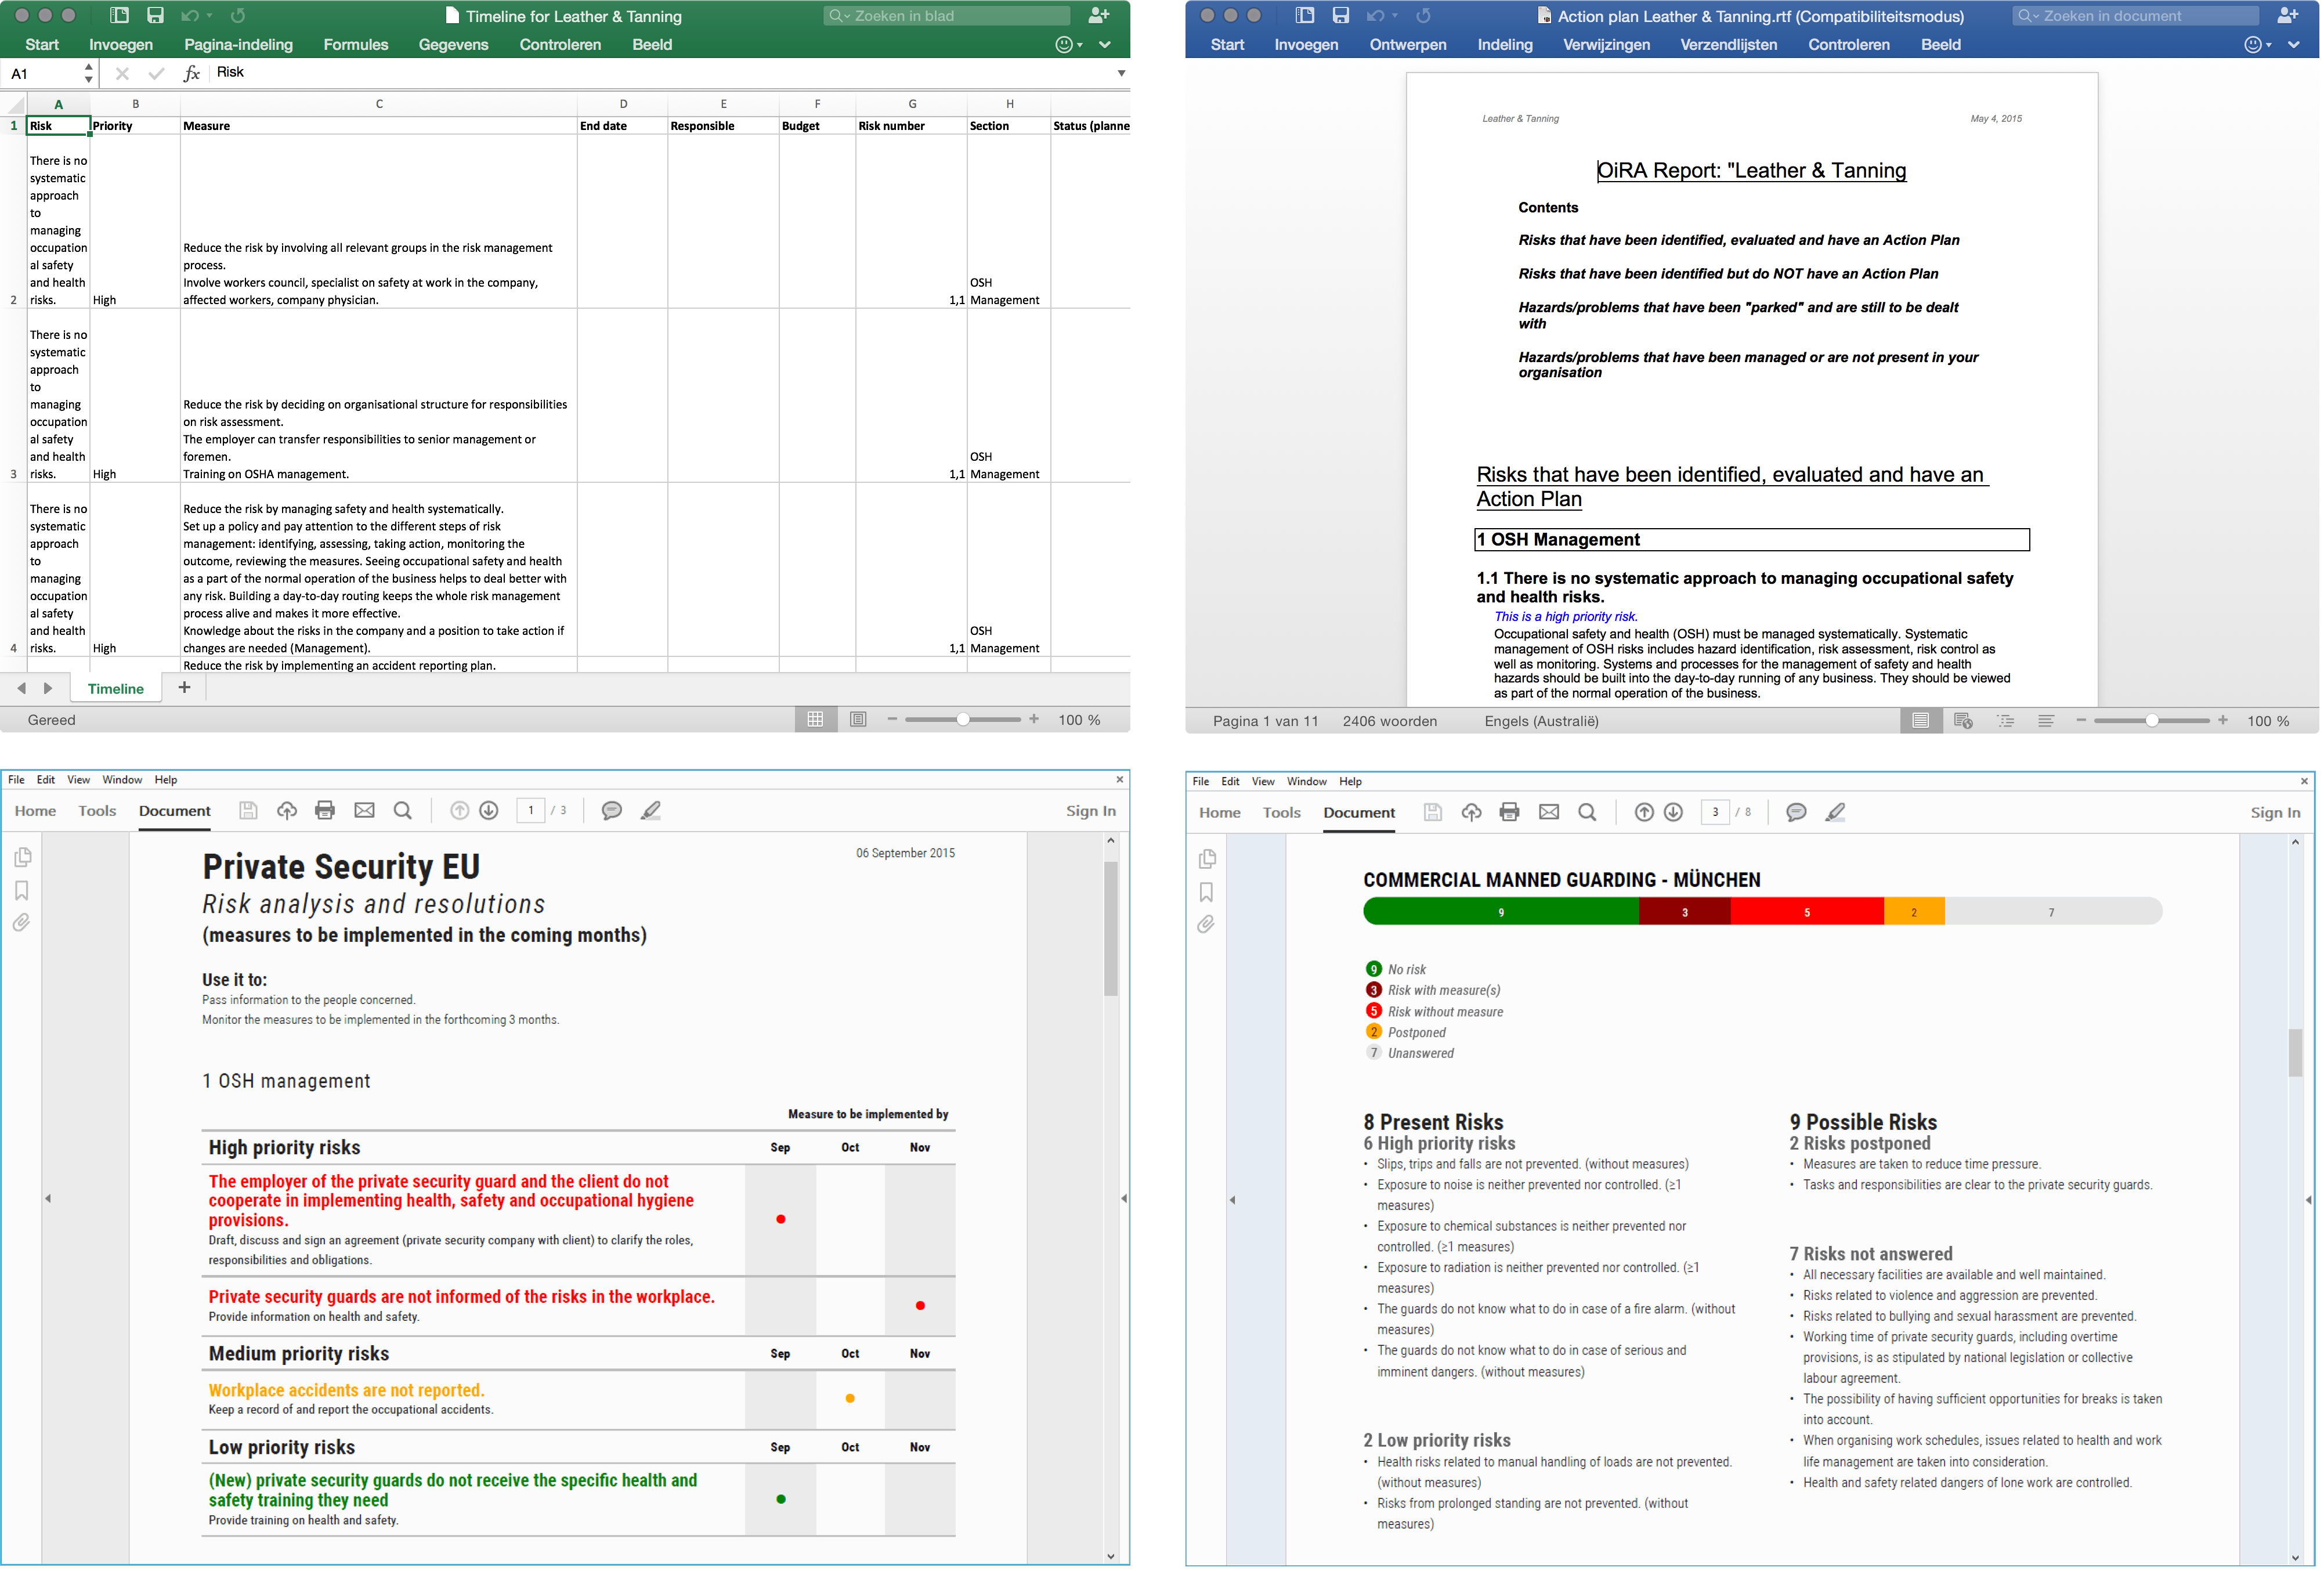 Timeline for Leather & Tanning
Zoeken in blad
Start Invoegen Pagina-indeling Formules Gegevens Controleren Beeld
A1 fx Risk
A B C D E F G H
1 Risk Priority Measure End date Responsible Budget Risk number Section Status (planne
There is no
systematic
approach
to
managing
occupation
al safety
and health
risks.
2
High
Reduce the risk by involving all relevant groups in the risk management
process.
Involve workers council, specialist on safety at work in the company,
affected workers, company physician.
1,1
OSH
Management
There is no
systematic
approach
to
managing
occupation
al safety
and health
risks.
3
High
Reduce the risk by deciding on organisational structure for responsibilities
on risk assessment.
The employer can transfer responsibilities to senior management or
foremen.
Training on OSHA management.
1,1
OSH
Management
There is no
systematic
approach
to
managing
occupation
al safety
and health
risks.
4
High
Reduce the risk by managing safety and health systematically.
Set up a policy and pay attention to the different steps of risk
management: identifying, assessing, taking action, monitoring the
outcome, reviewing the measures. Seeing occupational safety and health
as a part of the normal operation of the business helps to deal better with
any risk. Building a day-to-day routing keeps the whole risk management
process alive and makes it more effective.
Knowledge about the risks in the company and a position to take action if
changes are needed (Management).
1,1
OSH
Management
Reduce the risk by implementing an accident reporting plan.
Timeline +
Gereed 100 %
Action plan Leather & Tanning.rtf (Compatibiliteitsmodus)
Zoeken in document
Start Invoegen Ontwerpen Indeling Verwijzingen Verzendlijsten Controleren Beeld
Leather & Tanning May 4, 2015
OiRA Report: "Leather & Tanning
Contents
Risks that have been identified, evaluated and have an Action Plan
Risks that have been identified but do NOT have an Action Plan
Hazards/problems that have been "parked" and are still to be dealt
with
Hazards/problems that have been managed or are not present in your
organisation
Risks that have been identified, evaluated and have an
Action Plan
1 OSH Management
1.1 There is no systematic approach to managing occupational safety
and health risks.
This is a high priority risk.
Occupational safety and health (OSH) must be managed systematically. Systematic
management of OSH risks includes hazard identification, risk assessment, risk control as
well as monitoring. Systems and processes for the management of safety and health
hazards should be built into the day-to-day running of any business. They should be viewed
as part of the normal operation of the business.
Pagina 1 van 11 2406 woorden Engels (Australië) 100 %
File Edit View Window Help
Home Tools Document 1 / 3 Sign In
06 September 2015
Private Security EU
Risk analysis and resolutions
(measures to be implemented in the coming months)
Use it to:
Pass information to the people concerned.
Monitor the measures to be implemented in the forthcoming 3 months.
1 OSH management
Measure to be implemented by
High priority risks Sep Oct Nov
The employer of the private security guard and the client do not
cooperate in implementing health, safety and occupational hygiene
provisions.
Draft, discuss and sign an agreement (private security company with client) to clarify the roles,
responsibilities and obligations.
Private security guards are not informed of the risks in the workplace.
Provide information on health and safety.
Medium priority risks Sep Oct Nov
Workplace accidents are not reported.
Keep a record of and report the occupational accidents.
Low priority risks Sep Oct Nov
(New) private security guards do not receive the specific health and
safety training they need
Provide training on health and safety.
File Edit View Window Help
Home Tools Document 3 / 8 Sign In
COMMERCIAL MANNED GUARDING - MÜNCHEN
9 3 5 2 7
9 No risk
3 Risk with measure(s)
5 Risk without measure
2 Postponed
7 Unanswered
8 Present Risks
6 High priority risks
• Slips, trips and falls are not prevented. (without measures)
• Exposure to noise is neither prevented nor controlled. (≥1
measures)
• Exposure to chemical substances is neither prevented nor
controlled. (≥1 measures)
• Exposure to radiation is neither prevented nor controlled. (≥1
measures)
• The guards do not know what to do in case of a fire alarm. (without
measures)
• The guards do not know what to do in case of serious and
imminent dangers. (without measures)
2 Low priority risks
• Health risks related to manual handling of loads are not prevented.
(without measures)
• Risks from prolonged standing are not prevented. (without
measures)
9 Possible Risks
2 Risks postponed
• Measures are taken to reduce time pressure.
• Tasks and responsibilities are clear to the private security guards.
7 Risks not answered
• All necessary facilities are available and well maintained.
• Risks related to violence and aggression are prevented.
• Risks related to bullying and sexual harassment are prevented.
• Working time of private security guards, including overtime
provisions, is as stipulated by national legislation or collective
labour agreement.
• The possibility of having sufficient opportunities for breaks is taken
into account.
• When organising work schedules, issues related to health and work
life management are taken into consideration.
• Health and safety related dangers of lone work are controlled.